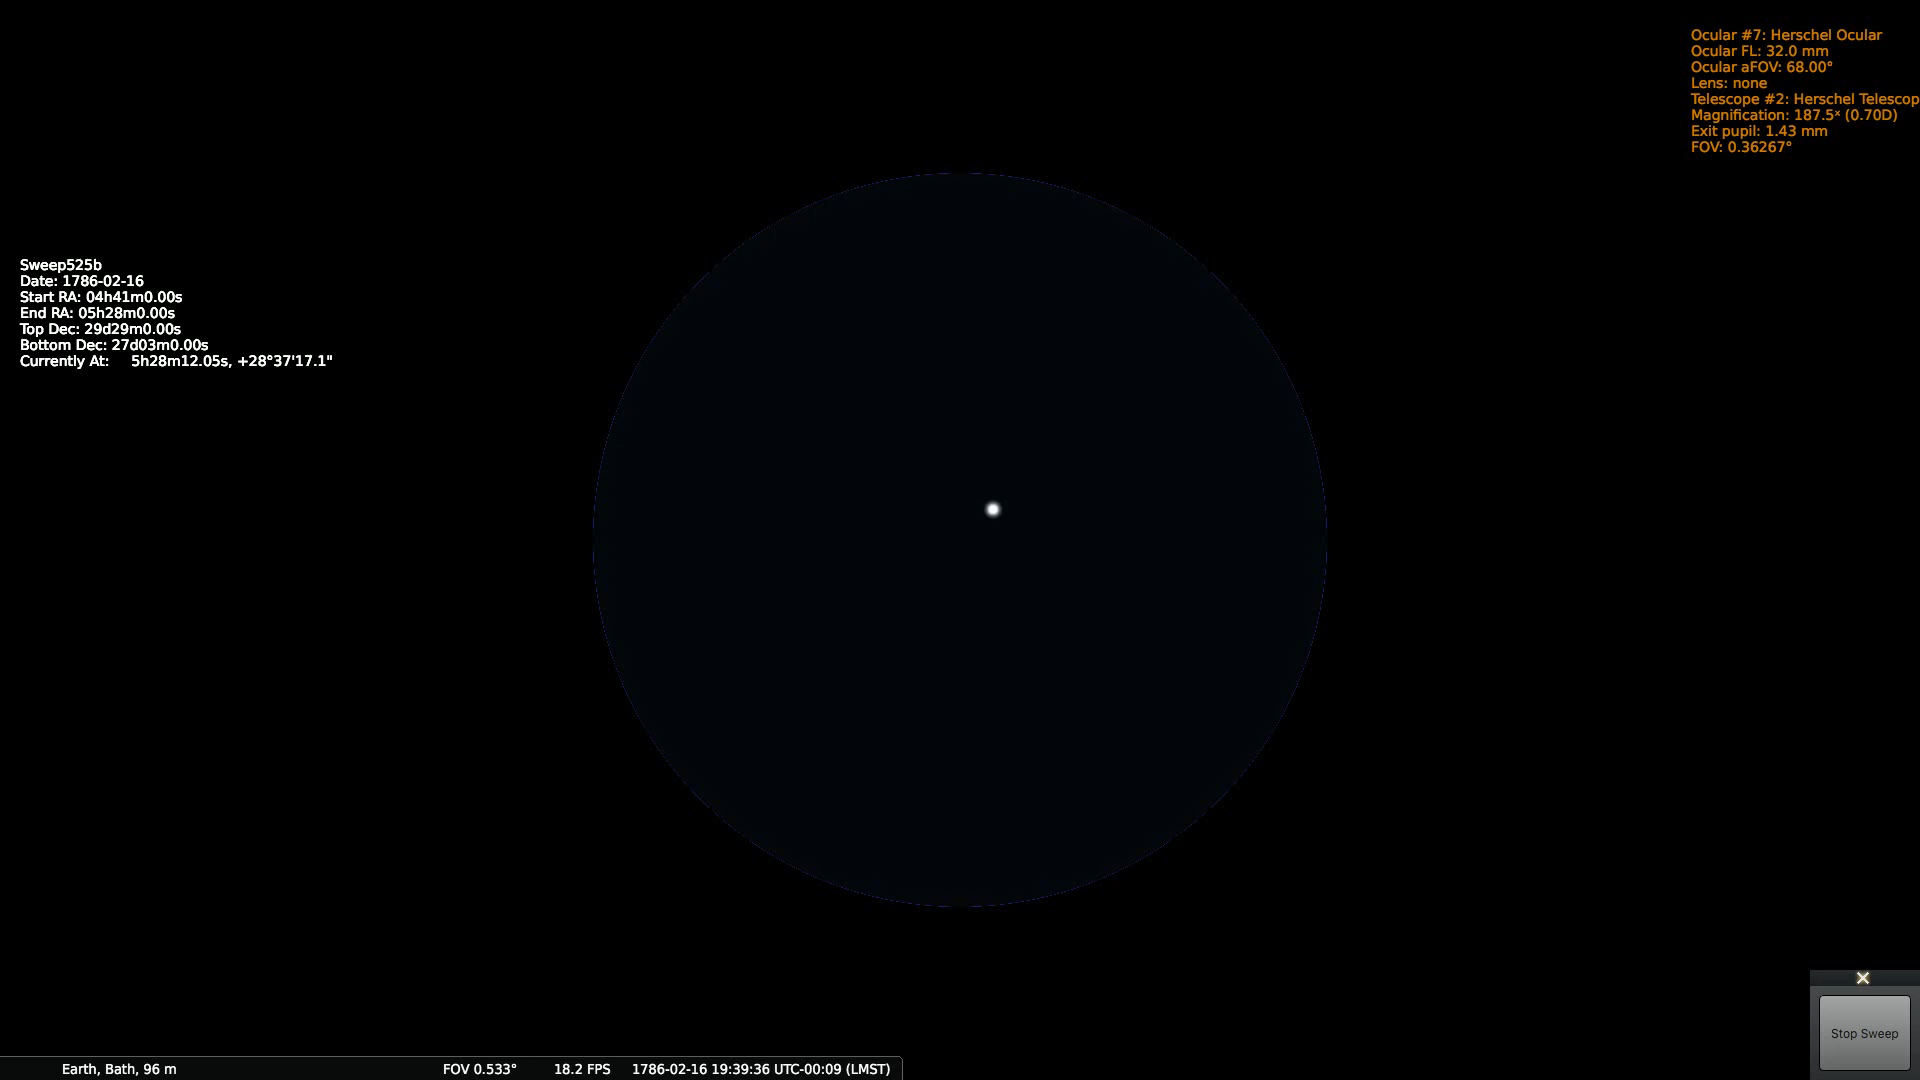 Ocular #7: Herschel Ocular
Ocular FL: 32.0 mm
Ocular aFOV: 68.00°
Lens: none
Telescope #2: Herschel Telescop
Magnification: 187.5ˣ (0.70D)
Exit pupil: 1.43 mm
FOV: 0.36267°
Sweep525b
Date: 1786-02-16
Start RA: 04h41m0.00s
End RA: 05h28m0.00s
Top Dec: 29d29m0.00s
Bottom Dec: 27d03m0.00s
Currently At: 5h28m12.05s, +28°37'17.1"
Stop Sweep
Earth, Bath, 96 m FOV 0.533° 18.2 FPS 1786-02-16 19:39:36 UTC-00:09 (LMST)